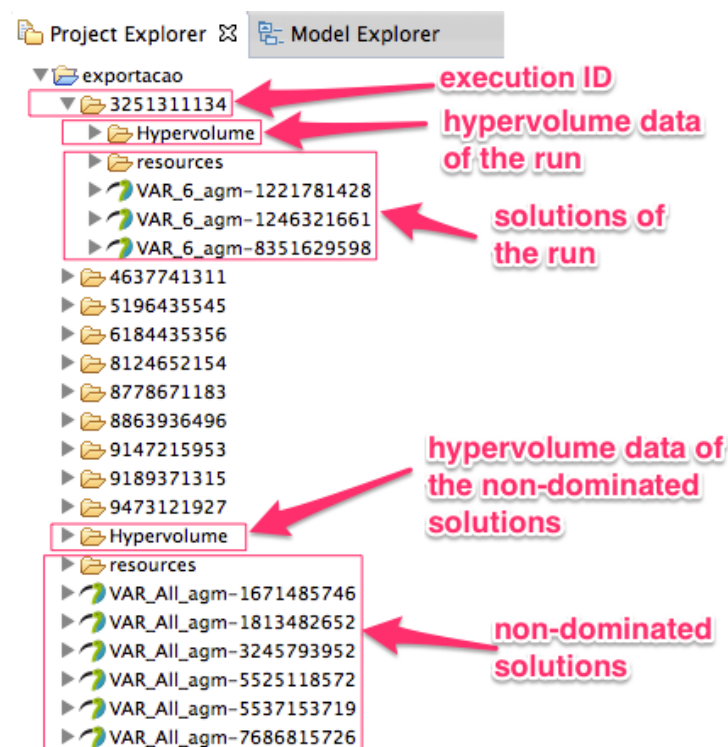 Project Explorer Model Explorer
exportacao
execution ID
3251311134
Hypervolume
hypervolume data
of the run
resources
VAR_6_agm-1221781428
VAR_6_agm-1246321661
VAR_6_agm-8351629598
solutions of
the run
4637741311
5196435545
6184435356
8124652154
8778671183
8863936496
9147215953
9189371315
9473121927
hypervolume data of
the non-dominated
solutions
Hypervolume
resources
VAR_All_agm-1671485746
VAR_All_agm-1813482652
VAR_All_agm-3245793952
VAR_All_agm-5525118572
VAR_All_agm-5537153719
VAR_All_agm-7686815726
non-dominated
solutions